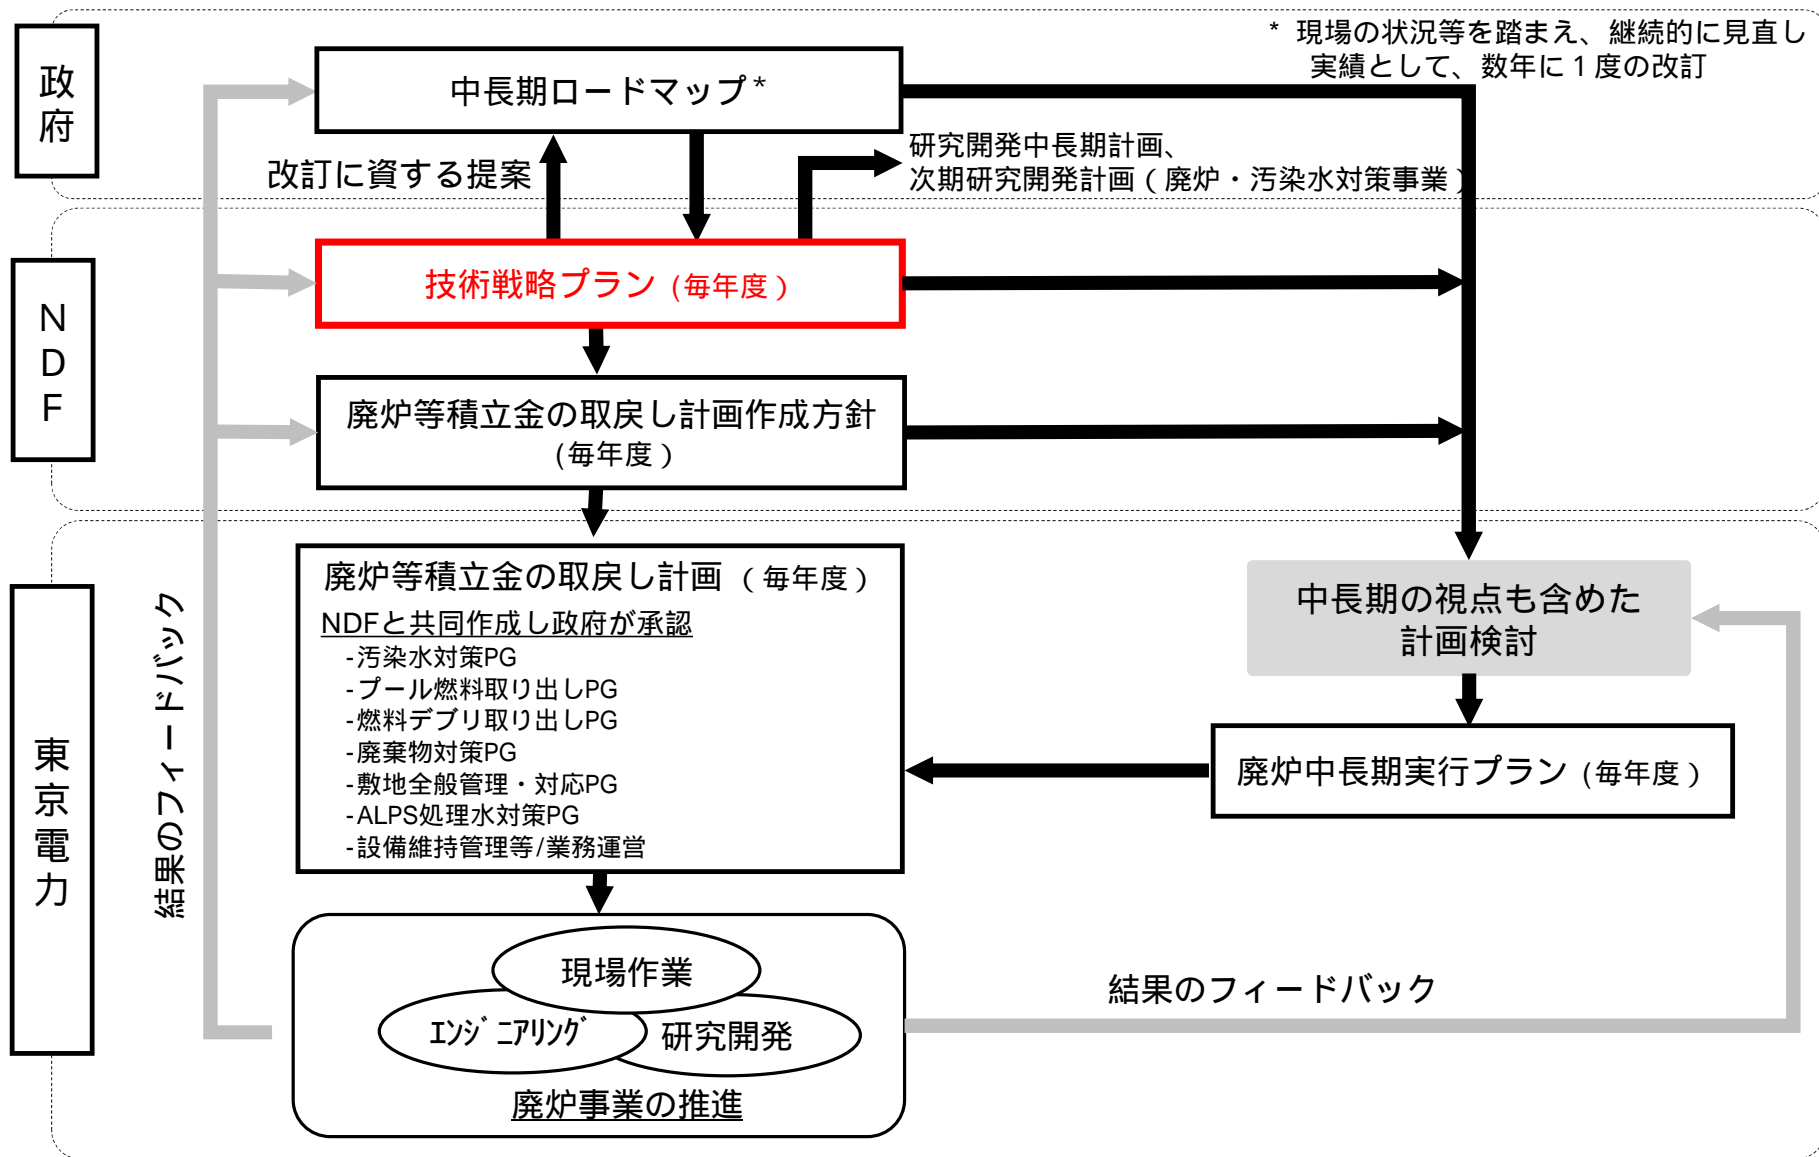 政府
* 現場の状況等を踏まえ、継続的に見直し
実績として、数年に1度の改訂
中長期ロードマップ*
改訂に資する提案
研究開発中長期計画、
次期研究開発計画(廃炉・汚染水対策事業)
NDF
技術戦略プラン(毎年度)
廃炉等積立金の取戻し計画作成方針
(毎年度)
東京電力
廃炉等積立金の取戻し計画(毎年度)
NDFと共同作成し政府が承認
-汚染水対策PG
-プール燃料取り出しPG
-燃料デブリ取り出しPG
-廃棄物対策PG
-敷地全般管理・対応PG
-ALPS処理水対策PG
-設備維持管理等/業務運営
中長期の視点も含めた
計画検討
廃炉中長期実行プラン(毎年度)
結果のフィードバック
現場作業
エンジニアリング
研究開発
廃炉事業の推進
結果のフィードバック